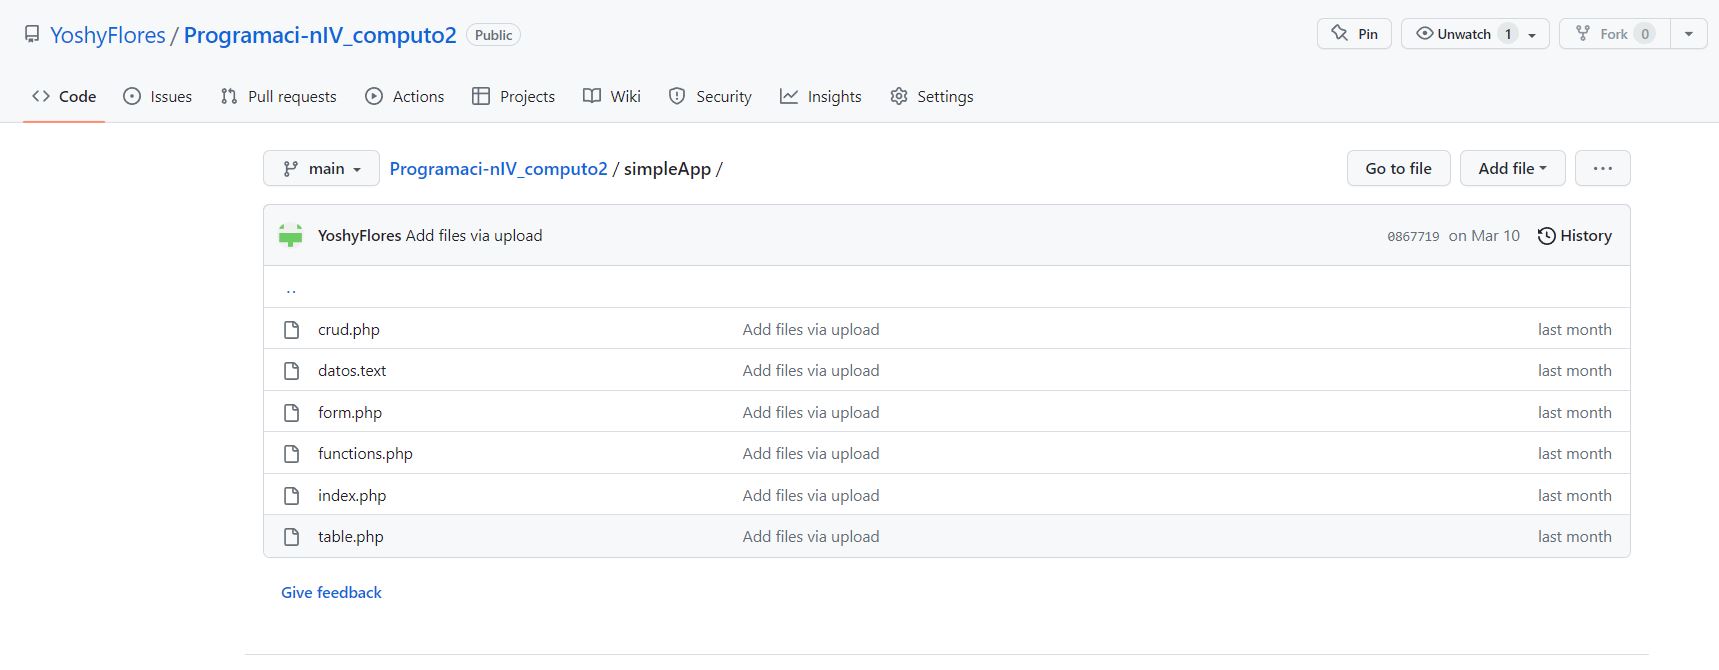 YoshyFlores / Programaci-nIV_computo2 Public Pin Unwatch 1 Fork 0
Code Issues Pull requests Actions Projects Wiki Security Insights Settings
main Programaci-nIV_computo2 / simpleApp / Go to file Add file ...
YoshyFlores Add files via upload 0867719 on Mar 10 History
..
crud.php Add files via upload last month
datos.text Add files via upload last month
form.php Add files via upload last month
functions.php Add files via upload last month
index.php Add files via upload last month
table.php Add files via upload last month
Give feedback